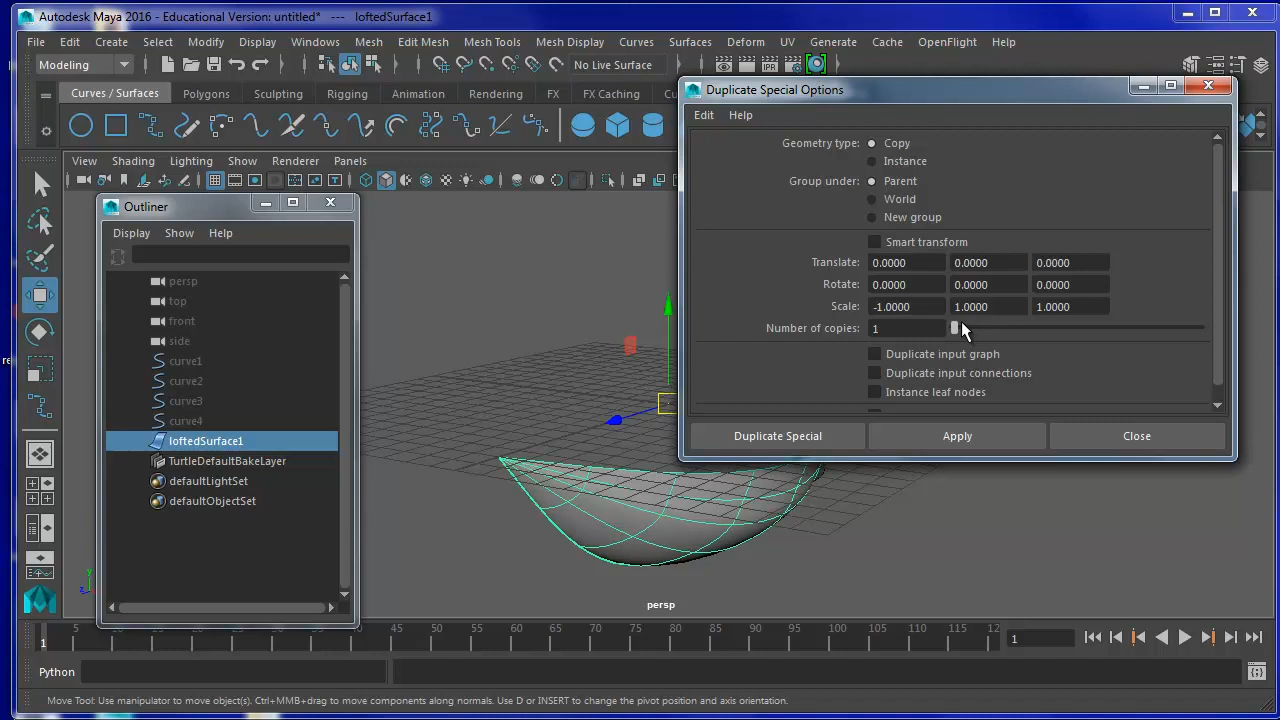 Autodesk Maya 2016 - Educational Version: untitled*   ---   loftedSurface1
File Edit Create Select Modify Display Windows Mesh Edit Mesh Mesh Tools Mesh Display Curves Surfaces Deform UV Generate Cache OpenFlight Help
Modeling No Live Surface IPR
Curves / Surfaces Polygons Sculpting Rigging Animation Rendering FX FX Caching
View Shading Lighting Show Renderer Panels
Outliner
Display Show Help
persp
top
front
side
curve1
curve2
curve3
curve4
loftedSurface1
TurtleDefaultBakeLayer
defaultLightSet
defaultObjectSet
Duplicate Special Options
Edit Help
Geometry type: Copy
Instance
Group under: Parent
World
New group
Smart transform
Translate: 0.0000 0.0000 0.0000
Rotate: 0.0000 0.0000 0.0000
Scale: -1.0000 1.0000 1.0000
Number of copies: 1
Duplicate input graph
Duplicate input connections
Instance leaf nodes
Duplicate Special Apply Close
y
z
persp
1 5 10 15 20 25 30 35 40 45 50 55 60 65 70 75 80 85 90 95 100 105 110 115 12 1
Python
Move Tool: Use manipulator to move object(s). Ctrl+MMB+drag to move components along normals. Use D or INSERT to change the pivot position and axis orientation.